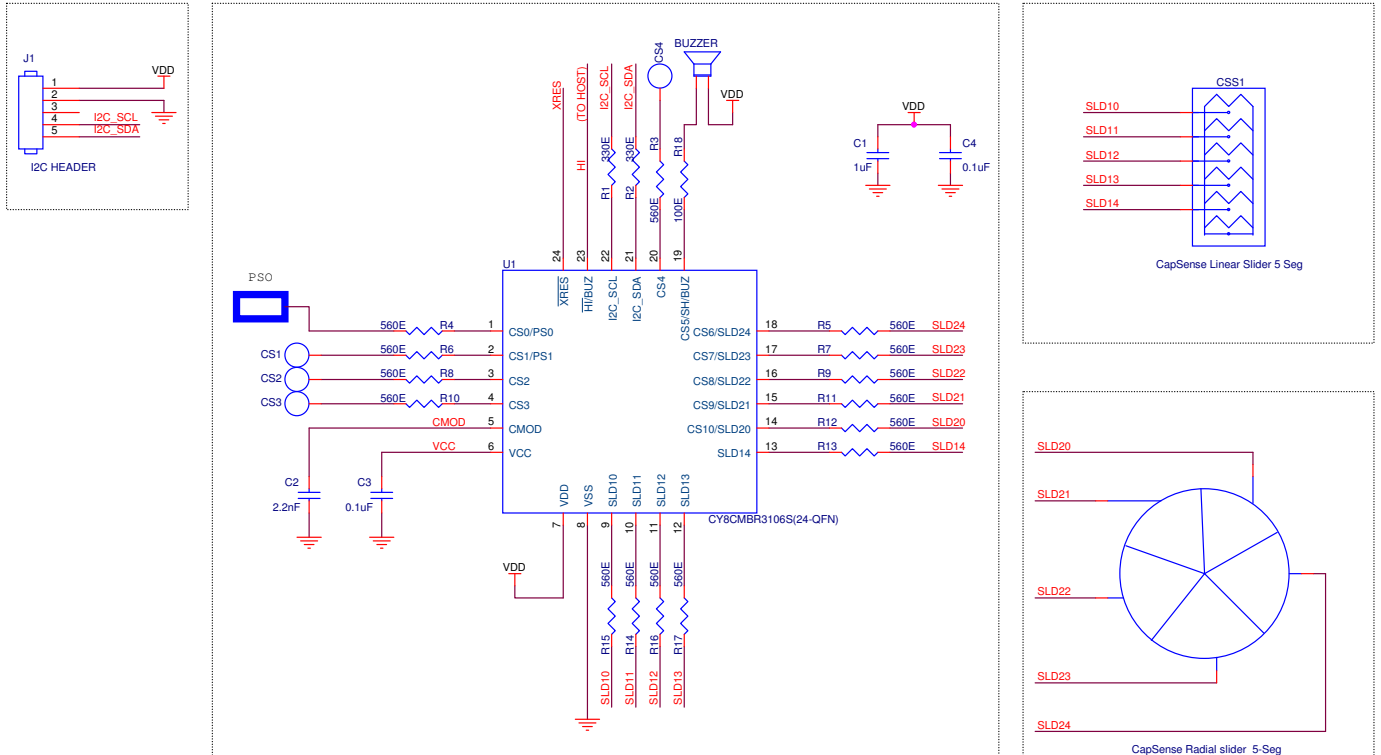 J1
1
2
3
4
5
VDD
I2C_SCL
I2C_SDA
I2C HEADER
XRES
HI
(TO HOST)
I2C_SCL
I2C_SDA
CS4
BUZZER
VDD
R1
330E
R2
330E
R3
560E
R18
100E
VDD
C1
1uF
C4
0.1uF
24
23
22
21
20
19
U1
XRES
HI/BUZ
I2C_SCL
I2C_SDA
CS4
CS5/SH/BUZ
PS0
560E R4 1 CS0/PS0
CS1 560E R6 2 CS1/PS1
CS2 560E R8 3 CS2
CS3 560E R10 4 CS3
CMOD 5 CMOD
VCC 6 VCC
C2
2.2nF
C3
0.1uF
CS6/SLD24 18 R5 560E SLD24
CS7/SLD23 17 R7 560E SLD23
CS8/SLD22 16 R9 560E SLD22
CS9/SLD21 15 R11 560E SLD21
CS10/SLD20 14 R12 560E SLD20
SLD14 13 R13 560E SLD14
VDD
VSS
SLD10
SLD11
SLD12
SLD13
7
8
9
10
11
12
CY8CMBR3106S(24-QFN)
VDD
560E
560E
560E
560E
R15
R14
R16
R17
SLD10
SLD11
SLD12
SLD13
CSS1
SLD10
SLD11
SLD12
SLD13
SLD14
CapSense Linear Slider 5 Seg
SLD20
SLD21
SLD22
SLD23
SLD24
CapSense Radial slider 5-Seg